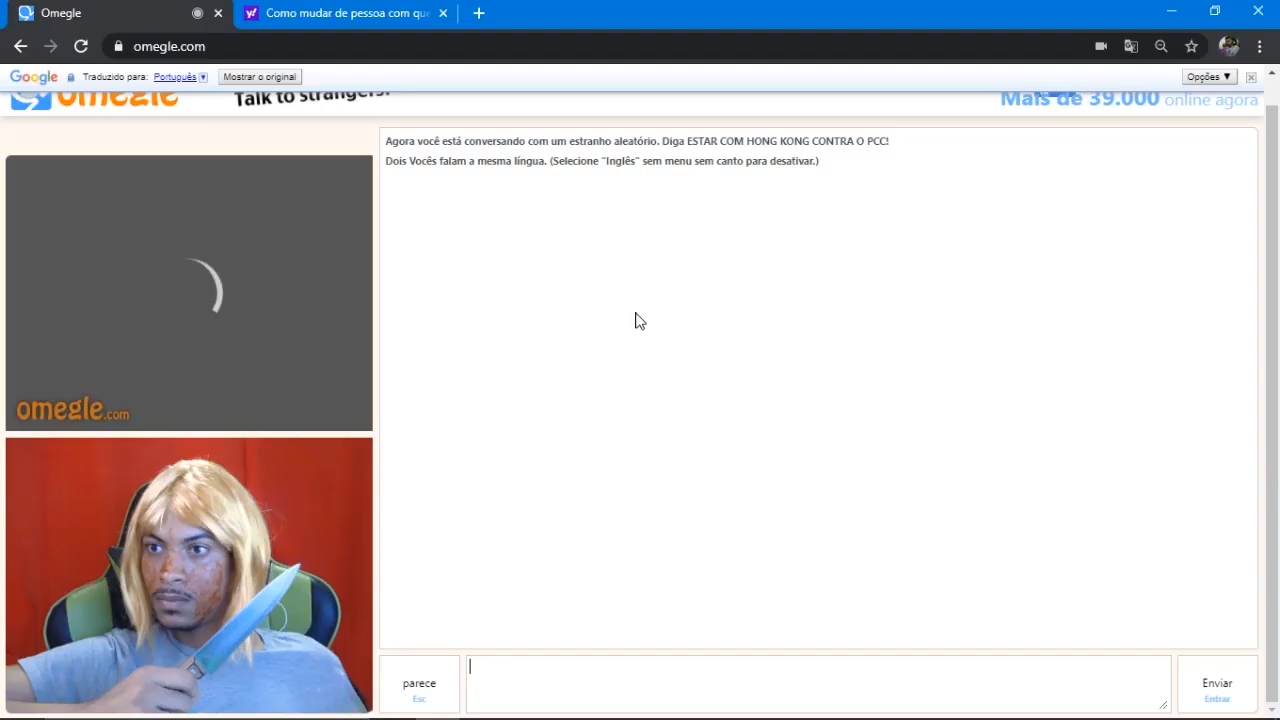 Omegle
Como mudar de pessoa com que
omegle.com
Google Traduzido para: Português Mostrar o original Opções ▼
omegle Talk to strangers! Mais de 39.000 online agora
Agora você está conversando com um estranho aleatório. Diga ESTAR COM HONG KONG CONTRA O PCC!
Dois Vocês falam a mesma língua. (Selecione "Inglês" sem menu sem canto para desativar.)
omegle.com
parece
Esc
Enviar
Entrar